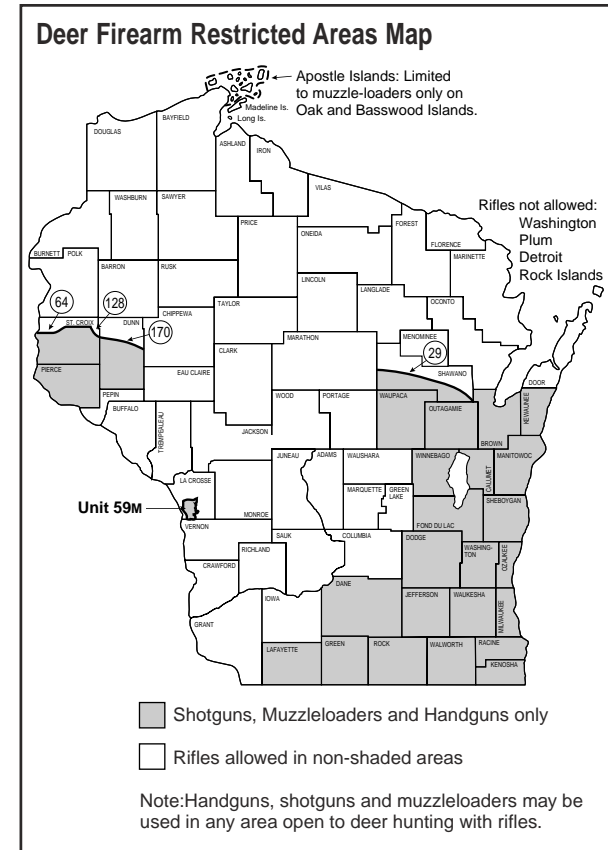 Deer Firearm Restricted Areas Map
Apostle Islands: Limited
to muzzle-loaders only on
Oak and Basswood Islands.
Madeline Is.
Long Is.
BAYFIELD
DOUGLAS
ASHLAND
IRON
VILAS
WASHBURN
SAWYER
Rifles not allowed:
Washington
Plum
Detroit
Rock Islands
PRICE
FOREST
ONEIDA
FLORENCE
BURNETT
POLK
MARINETTE
BARRON
RUSK
LINCOLN
LANGLADE
64
128
OCONTO
TAYLOR
CHIPPEWA
ST. CROIX
DUNN
170
MARATHON
MENOMINEE
29
CLARK
PIERCE
EAU CLAIRE
SHAWANO
DOOR
PEPIN
WOOD
PORTAGE
WAUPACA
KEWAUNEE
BUFFALO
OUTAGAMIE
TREMPEALEAU
JACKSON
BROWN
JUNEAU
ADAMS
WAUSHARA
WINNEBAGO
MANITOWOC
CALUMET
LA CROSSE
MARQUETTE
GREEN
LAKE
SHEBOYGAN
Unit 59M
MONROE
VERNON
FOND DU LAC
SAUK
COLUMBIA
DODGE
RICHLAND
WASHING-
TON
OZAUKEE
CRAWFORD
DANE
IOWA
JEFFERSON
WAUKESHA
MILWAUKEE
GRANT
LAFAYETTE
GREEN
ROCK
WALWORTH
RACINE
KENOSHA
Shotguns, Muzzleloaders and Handguns only
Rifles allowed in non-shaded areas
Note:Handguns, shotguns and muzzleloaders may be
used in any area open to deer hunting with rifles.